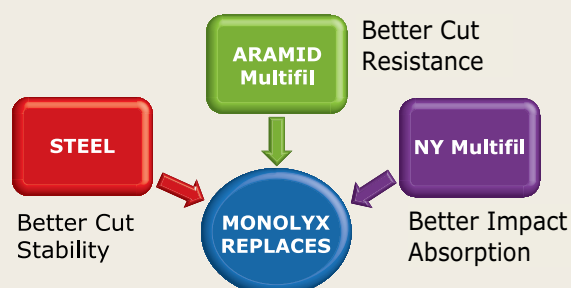 ARAMID
Multifil
Better Cut
Resistance
STEEL
Better Cut
Stability
NY Multifil
Better Impact
Absorption
MONOLYX
REPLACES